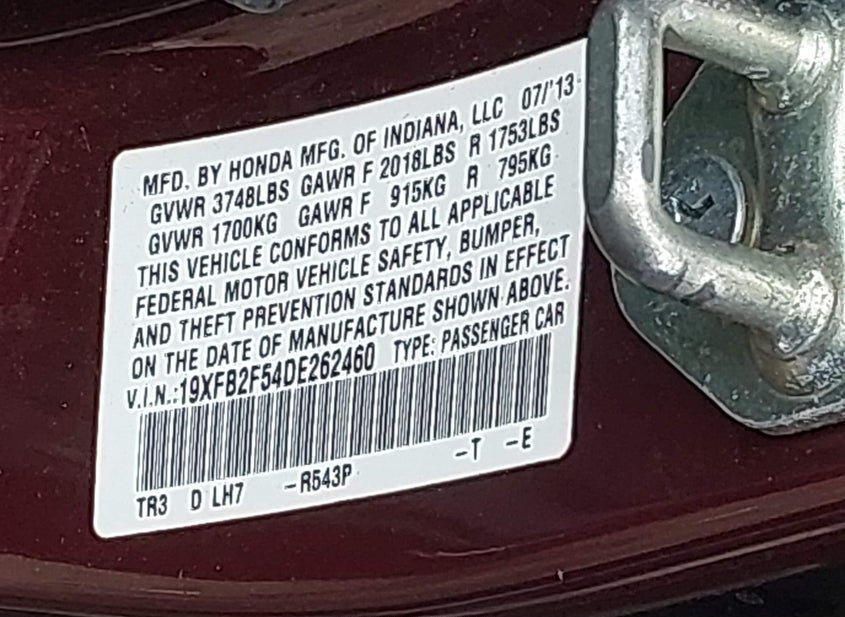 MFD. BY HONDA MFG. OF INDIANA, LLC 07/'13
GVWR 3748LBS GAWR F 2018LBS R 1753LBS
GVWR 1700KG GAWR F 915KG R 795KG
THIS VEHICLE CONFORMS TO ALL APPLICABLE
FEDERAL MOTOR VEHICLE SAFETY, BUMPER,
AND THEFT PREVENTION STANDARDS IN EFFECT
ON THE DATE OF MANUFACTURE SHOWN ABOVE.
V.I.N.:19XFB2F54DE262460 TYPE: PASSENGER CAR
TR3 D LH7 -R543P -T -E